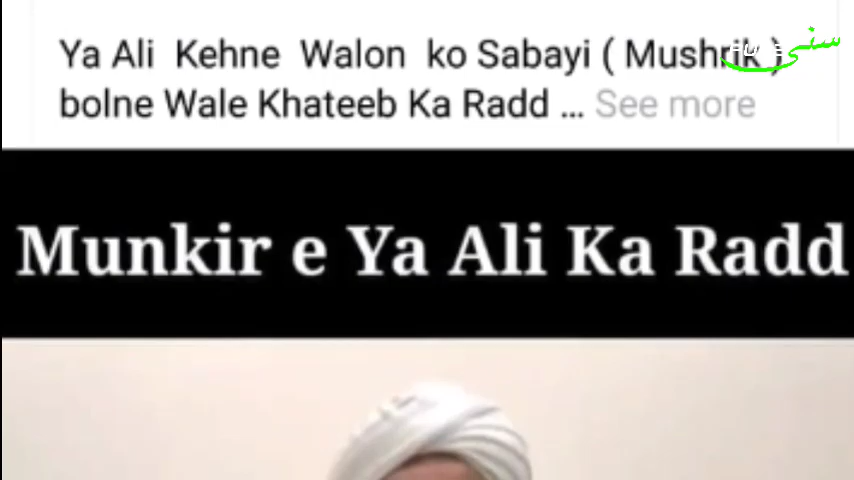 Ya Ali Kehne Walon ko Sabayi ( Mushrik )
bolne Wale Khateeb Ka Radd ... See more
سنی
Munkir e Ya Ali Ka Radd